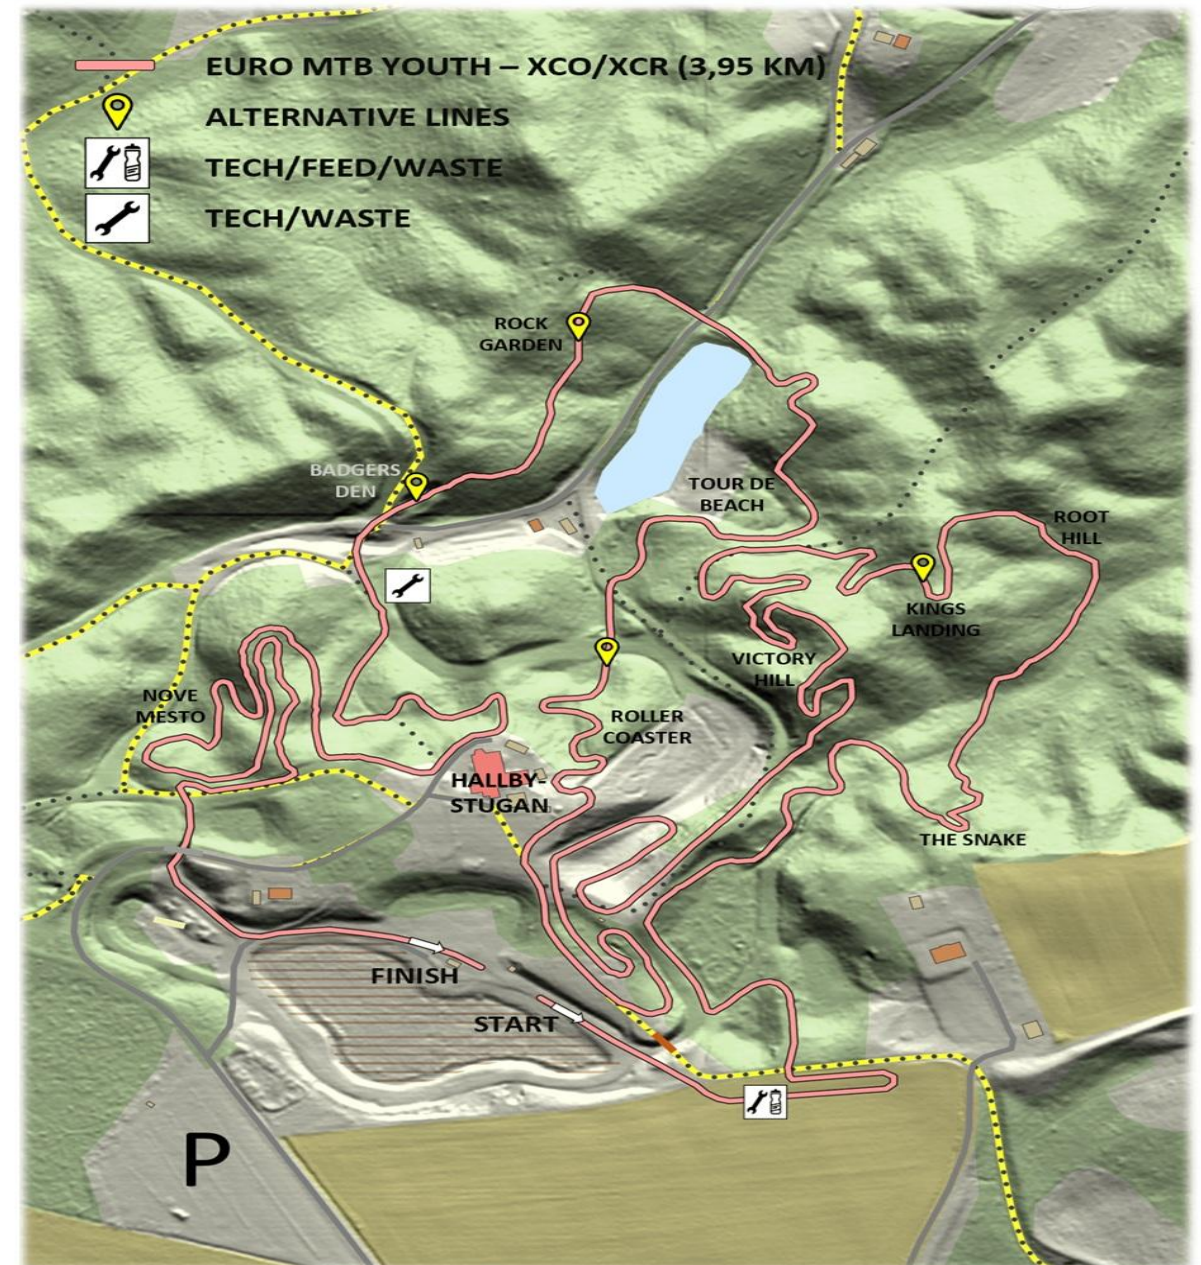 EURO MTB YOUTH – XCO/XCR (3,95 KM)
ALTERNATIVE LINES
TECH/FEED/WASTE
TECH/WASTE
ROCK
GARDEN
BADGERS
DEN
TOUR DE
BEACH
ROOT
HILL
KINGS
LANDING
VICTORY
HILL
NOVE
MESTO
ROLLER
COASTER
HALLBY-
STUGAN
THE SNAKE
FINISH
START
P